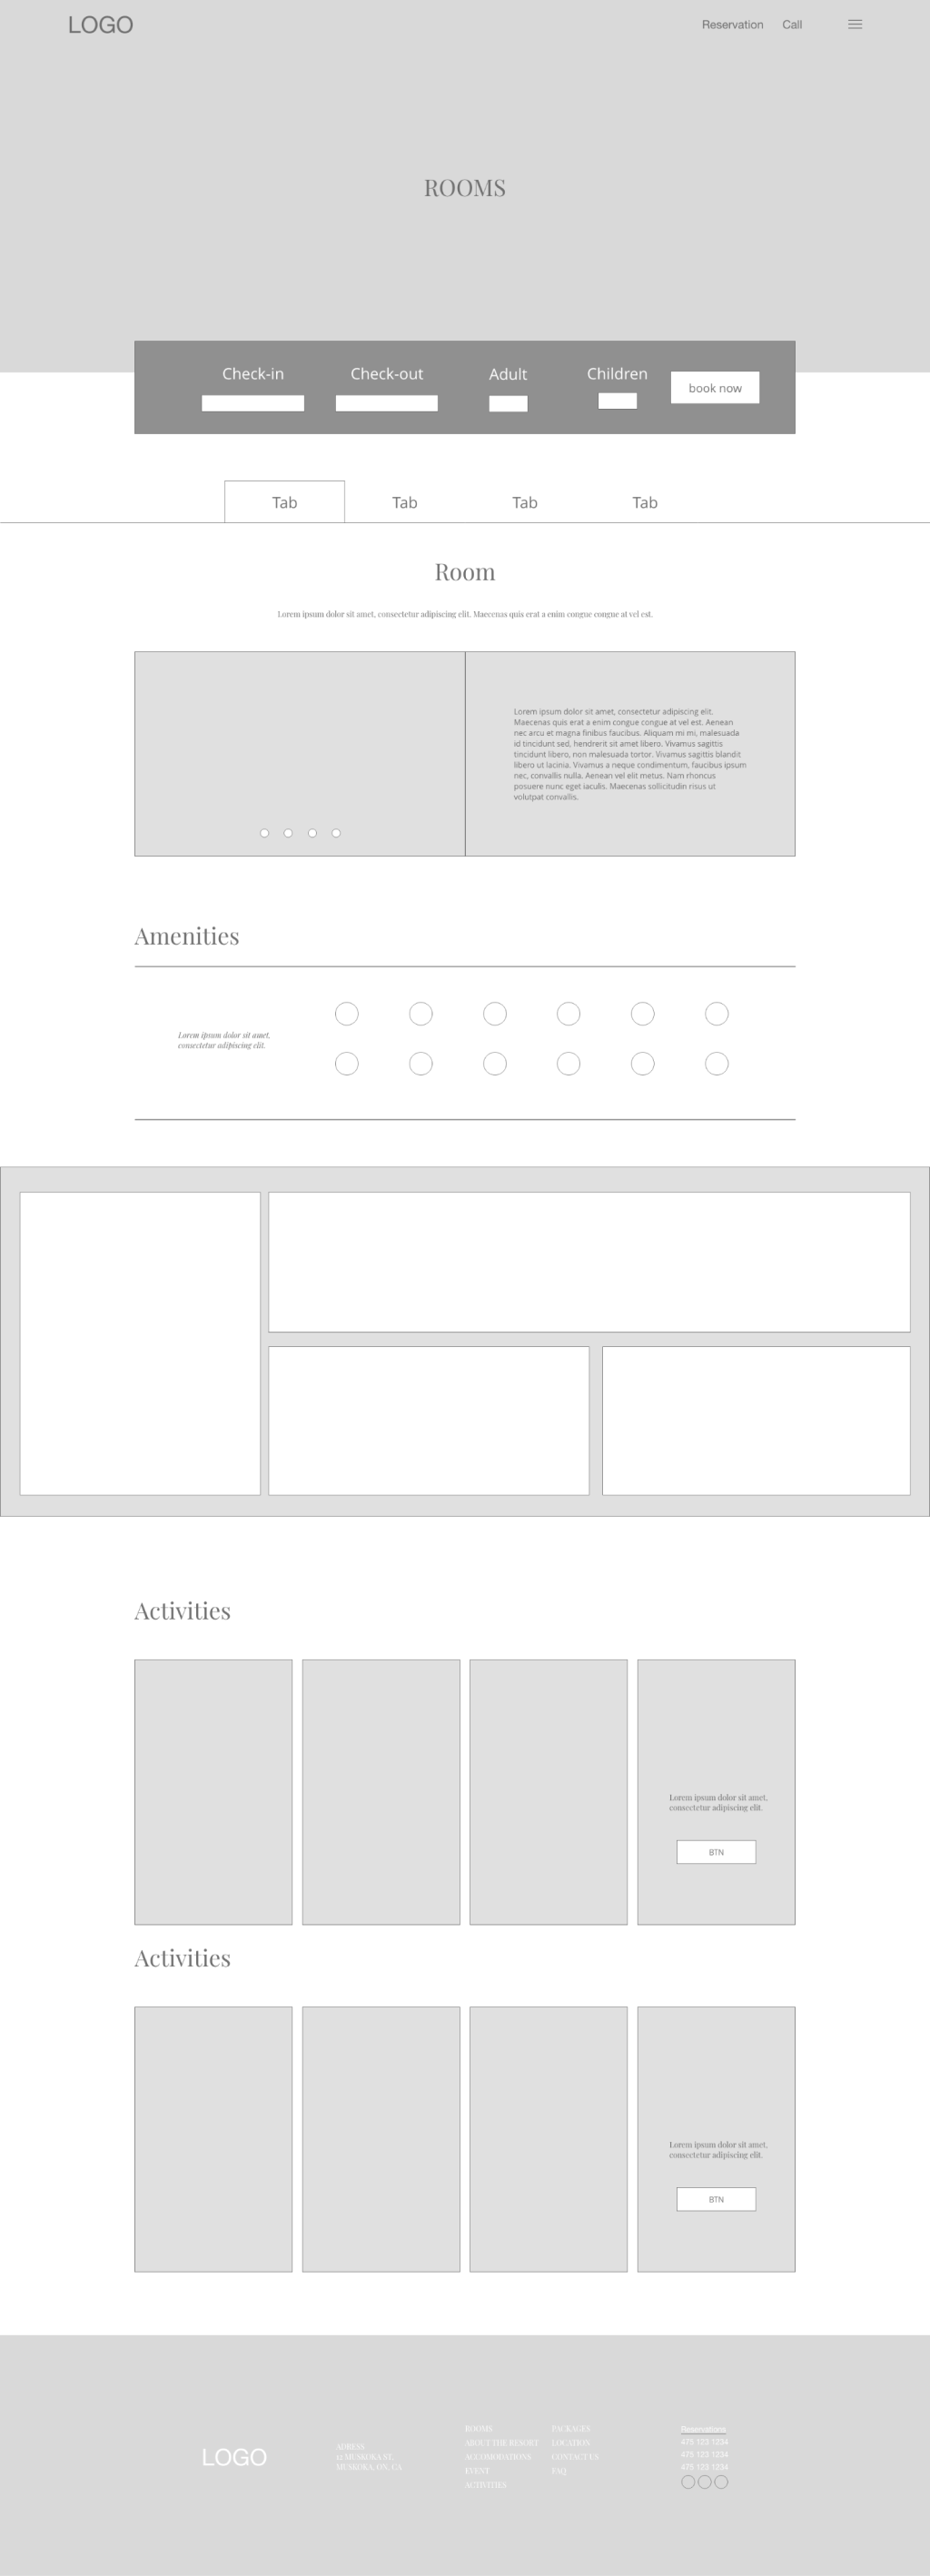 LOGO
Reservation
Call
ROOMS
Check-in
Check-out
Adult
Children
book now
Tab
Tab
Tab
Tab
Room
Lorem ipsum dolor sit amet, consectetur adipiscing elit. Maecenas quis erat a enim congue congue at vel est.
Lorem ipsum dolor sit amet, consectetur adipiscing elit.
Maecenas quis erat a enim congue congue at vel est. Aenean
nec arcu et magna finibus faucibus. Aliquam mi mi, malesuada
id tincidunt sed, hendrerit sit amet libero. Vivamus sagittis
tincidunt libero, non malesuada tortor. Vivamus sagittis blandit
libero ut lacinia. Vivamus a neque condimentum, faucibus ipsum
nec, convallis nulla. Aenean vel elit metus. Nam rhoncus
posuere nunc eget iaculis. Maecenas sollicitudin risus ut
volutpat convallis.
Amenities
Lorem ipsum dolor sit amet,
consectetur adipiscing elit.
Activities
Lorem ipsum dolor sit amet,
consectetur adipiscing elit.
BTN
Activities
Lorem ipsum dolor sit amet,
consectetur adipiscing elit.
BTN
LOGO
ADRESS
12 MUSKOKA ST.
MUSKOKA, ON, CA
ROOMS
ABOUT THE RESORT
ACCOMODATIONS
EVENT
ACTIVITIES
PACKAGES
LOCATION
CONTACT US
FAQ
Reservations
475 123 1234
475 123 1234
475 123 1234